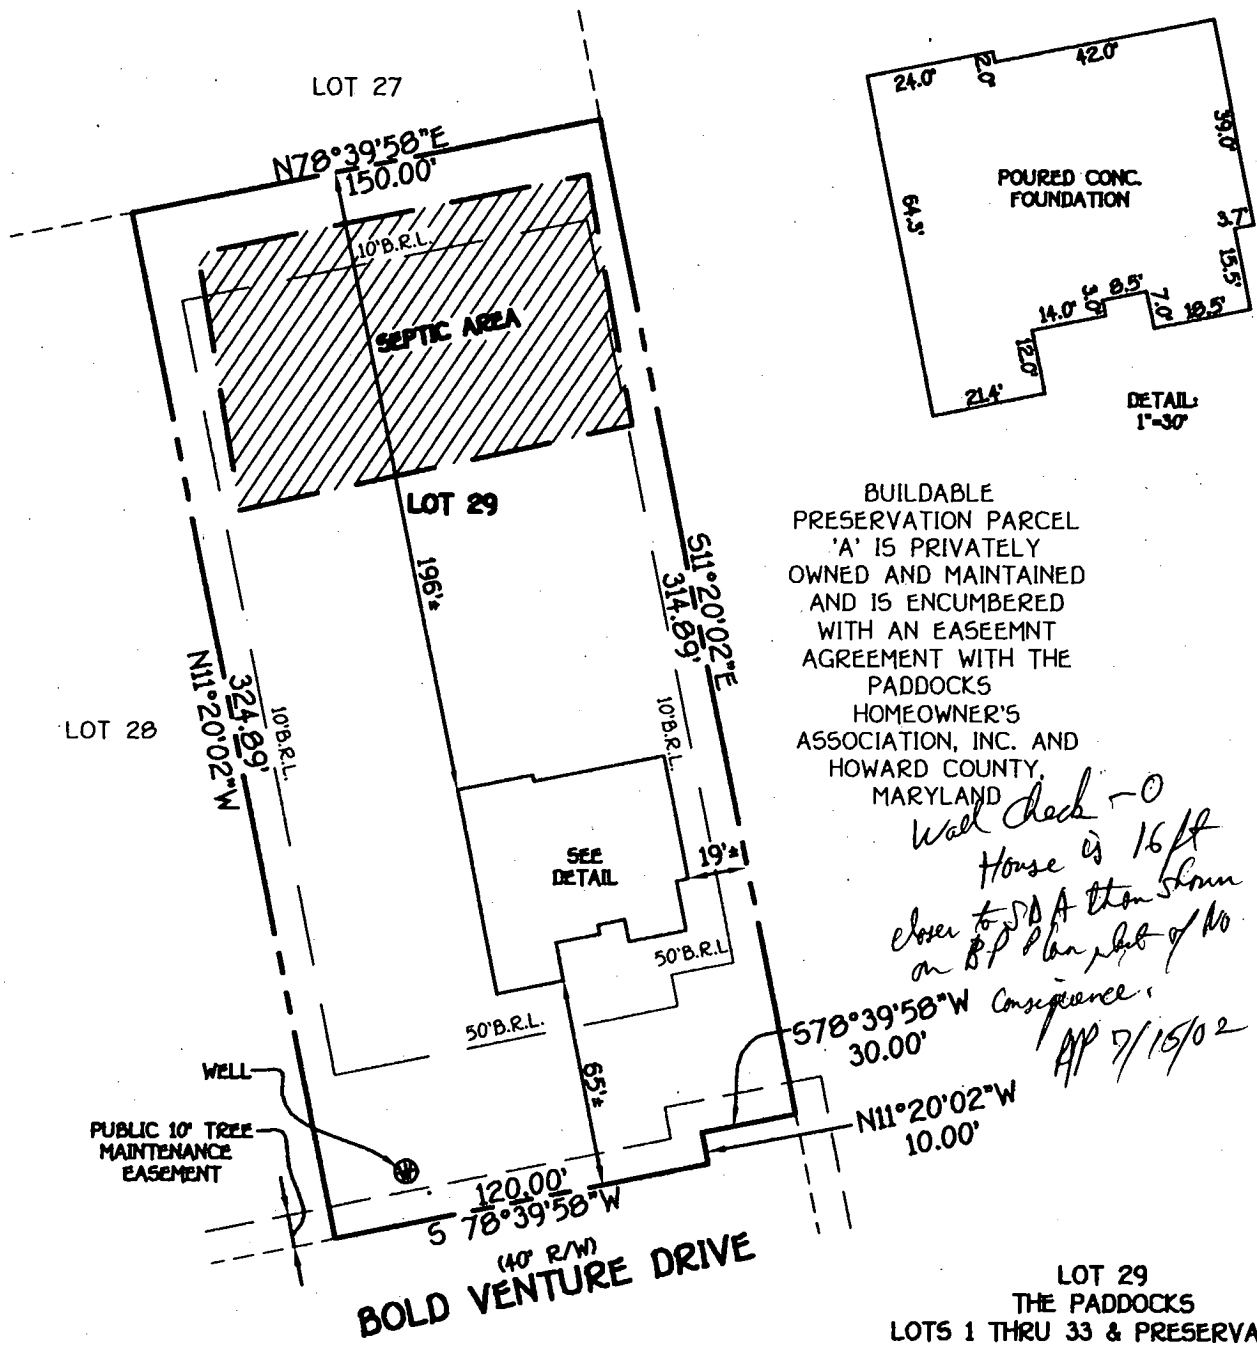 LOT 27
N78°39'58"E
150.00'
10'B.R.L.
SEPTIC AREA
LOT 29
196'±
S11°20'02"E
314.89'
N11°20'02"W
324.89'
10'B.R.L.
10'B.R.L.
LOT 28
SEE
DETAIL
19'±
50'B.R.L.
50'B.R.L.
65'±
WELL
PUBLIC 10' TREE
MAINTENANCE
EASEMENT
W
120.00'
S 78°39'58"W
(40' R/W)
BOLD VENTURE DRIVE
S78°39'58"W
30.00'
N11°20'02"W
10.00'
24.0'
2.0'
42.0'
39.0'
3.7'
15.5'
18.5'
7.0'
8.5'
3.0'
14.0'
12.0'
21.4'
64.3'
POURED CONC.
FOUNDATION
DETAIL:
1"=30'
BUILDABLE
PRESERVATION PARCEL
'A' IS PRIVATELY
OWNED AND MAINTAINED
AND IS ENCUMBERED
WITH AN EASEEMNT
AGREEMENT WITH THE
PADDOCKS
HOMEOWNER'S
ASSOCIATION, INC. AND
HOWARD COUNTY,
MARYLAND
Wall Check -O
House is 16 ft
closer to SDA than shown
on BP Plan, but of No
Consequence.
7/15/02
LOT 29
THE PADDOCKS
LOTS 1 THRU 33 & PRESERVA